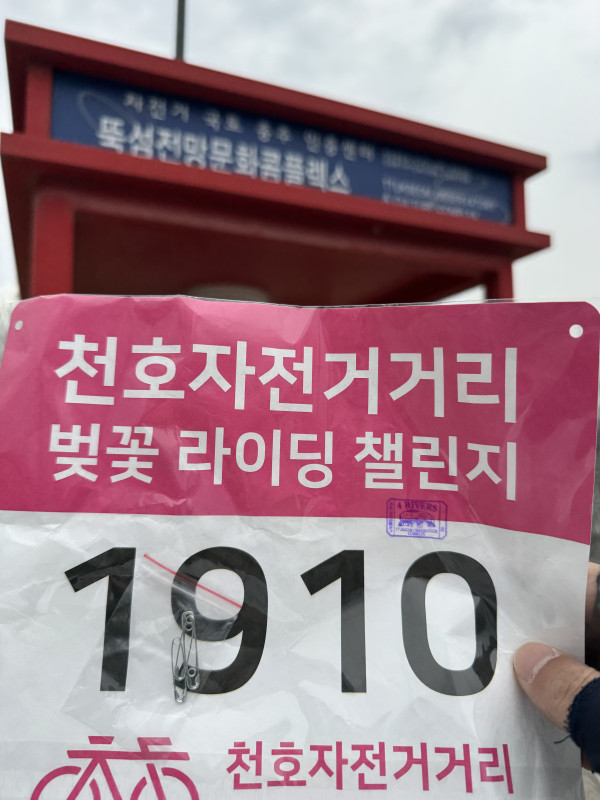 자전거 국토 종주 인증센터
뚝섬전망문화콤플렉스
천호자전거거리
벚꽃 라이딩 챌린지
4 RIVERS
1910
천호자전거거리